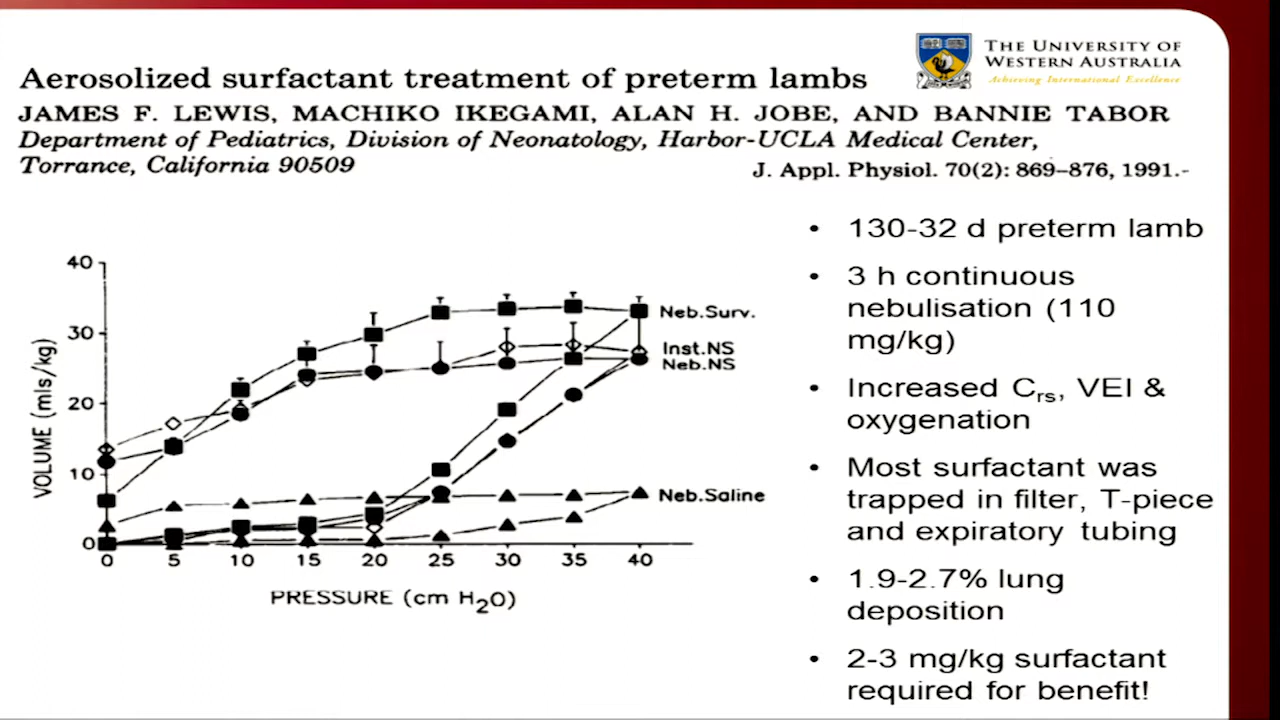 THE UNIVERSITY OF
WESTERN AUSTRALIA
Achieving International Excellence
Aerosolized surfactant treatment of preterm lambs
JAMES F. LEWIS, MACHIKO IKEGAMI, ALAN H. JOBE, AND BANNIE TABOR
Department of Pediatrics, Division of Neonatology, Harbor-UCLA Medical Center,
Torrance, California 90509
J. Appl. Physiol. 70(2): 869–876, 1991.-
40
30
20
10
0
VOLUME (mls/kg)
Neb.Surv.
Inst.NS
Neb.NS
Neb.Saline
0 5 10 15 20 25 30 35 40
PRESSURE (cm H₂O)
• 130-32 d preterm lamb
• 3 h continuous
nebulisation (110
mg/kg)
• Increased Crs, VEI &
oxygenation
• Most surfactant was
trapped in filter, T-piece
and expiratory tubing
• 1.9-2.7% lung
deposition
• 2-3 mg/kg surfactant
required for benefit!